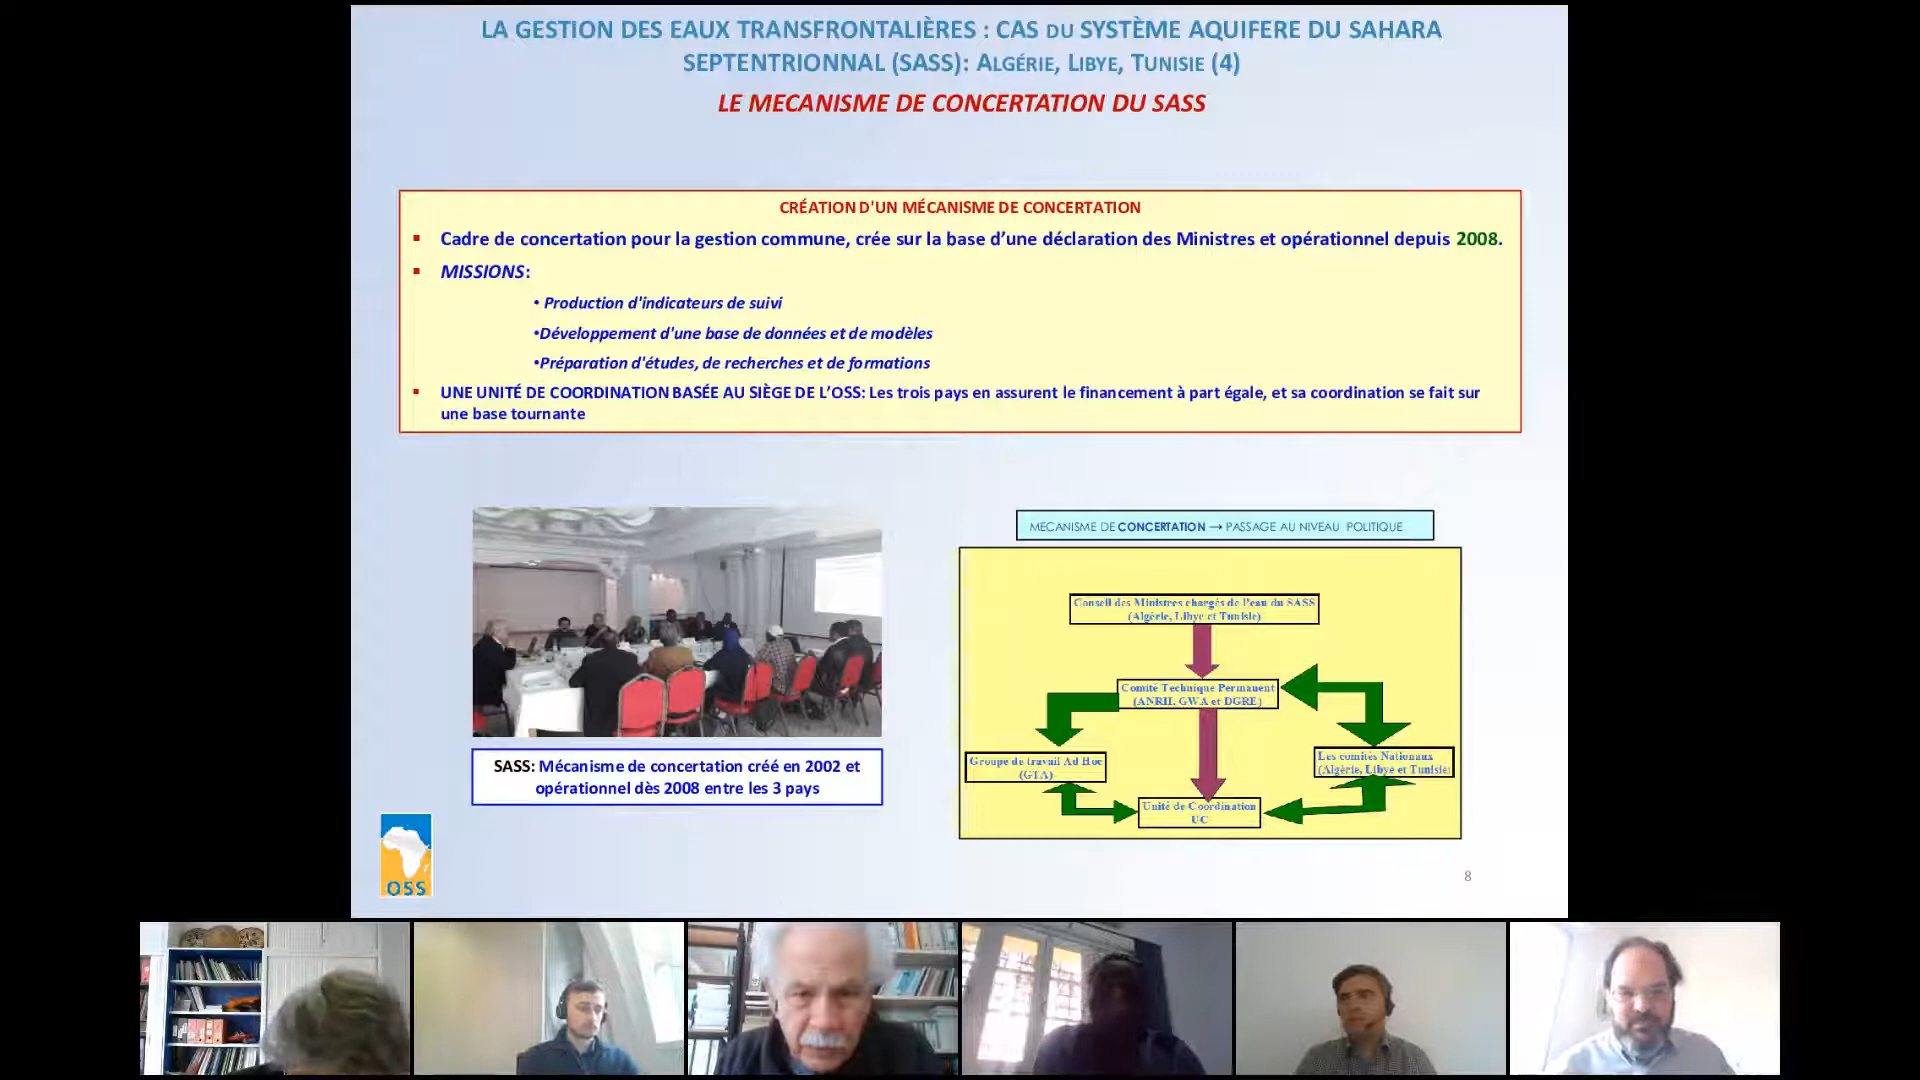 LA GESTION DES EAUX TRANSFRONTALIÈRES : CAS DU SYSTÈME AQUIFERE DU SAHARA
SEPTENTRIONNAL (SASS): ALGÉRIE, LIBYE, TUNISIE (4)
LE MECANISME DE CONCERTATION DU SASS
CRÉATION D'UN MÉCANISME DE CONCERTATION
▪ Cadre de concertation pour la gestion commune, crée sur la base d’une déclaration des Ministres et opérationnel depuis 2008.
▪ MISSIONS:
• Production d'indicateurs de suivi
•Développement d'une base de données et de modèles
•Préparation d'études, de recherches et de formations
▪ UNE UNITÉ DE COORDINATION BASÉE AU SIÈGE DE L’OSS: Les trois pays en assurent le financement à part égale, et sa coordination se fait sur
une base tournante
SASS: Mécanisme de concertation créé en 2002 et
opérationnel dès 2008 entre les 3 pays
OSS
MECANISME DE CONCERTATION → PASSAGE AU NIVEAU POLITIQUE
Conseil des Ministres chargés de l'eau du SASS
(Algérie, Libye et Tunisie)
Comité Technique Permanent
(ANRH, GWA et DGRE)
Groupe de travail Ad Hoc
(GTA)
Les comités Nationaux
(Algérie, Libye et Tunisie)
Unité de Coordination
UC
8